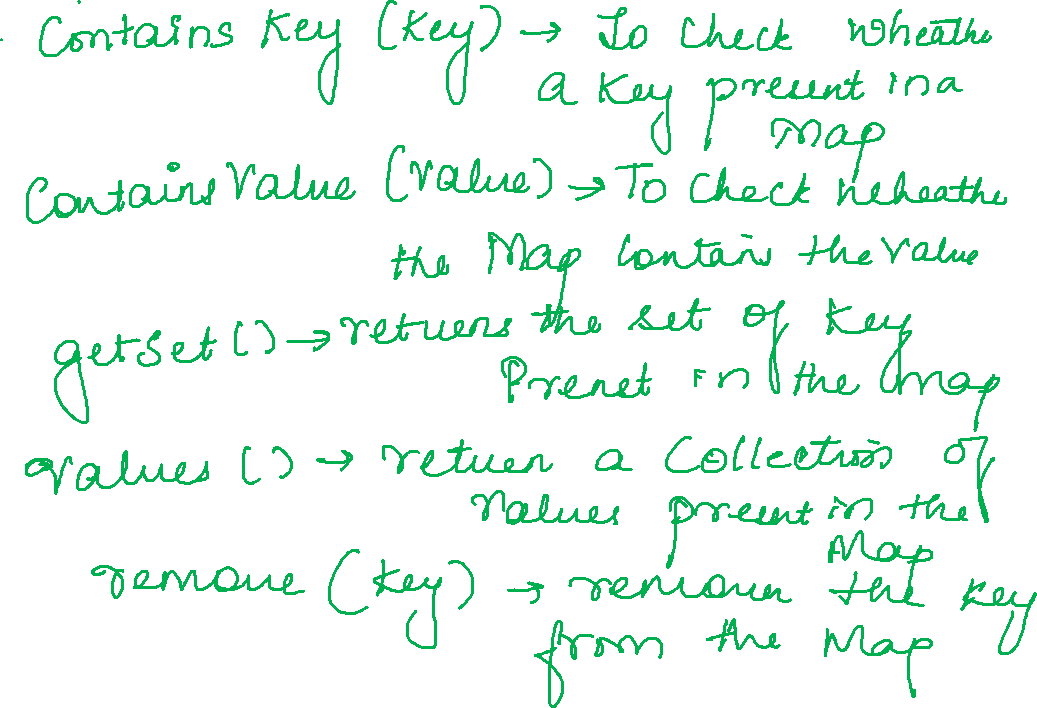 Contains Key (Key) → To Check wheathe
a Key present in a
Map
Contains Value (Value) → To Check wheathe
the Map Contains the Value
getSet () → returns the set of Key
Prenet in the map
Values () → return a Collection of
Values present in the
Map
remove (Key) → remove the Key
from the Map